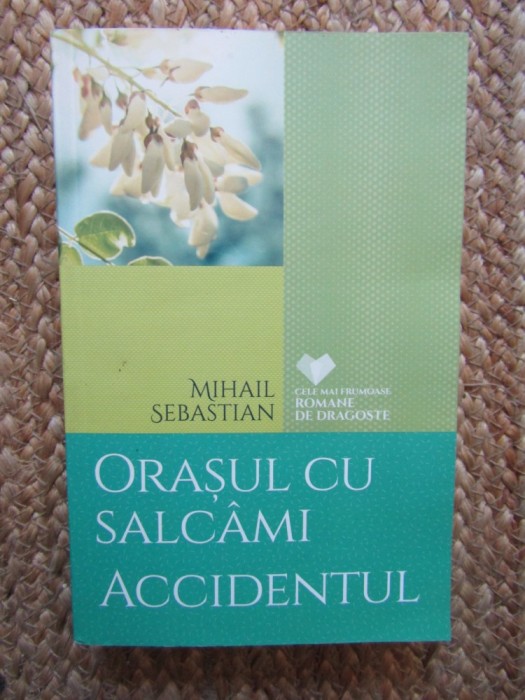 MIHAIL
SEBASTIAN
CELE MAI FRUMOASE
ROMANE
DE DRAGOSTE
ORAȘUL CU
SALCÂMI
ACCIDENTUL